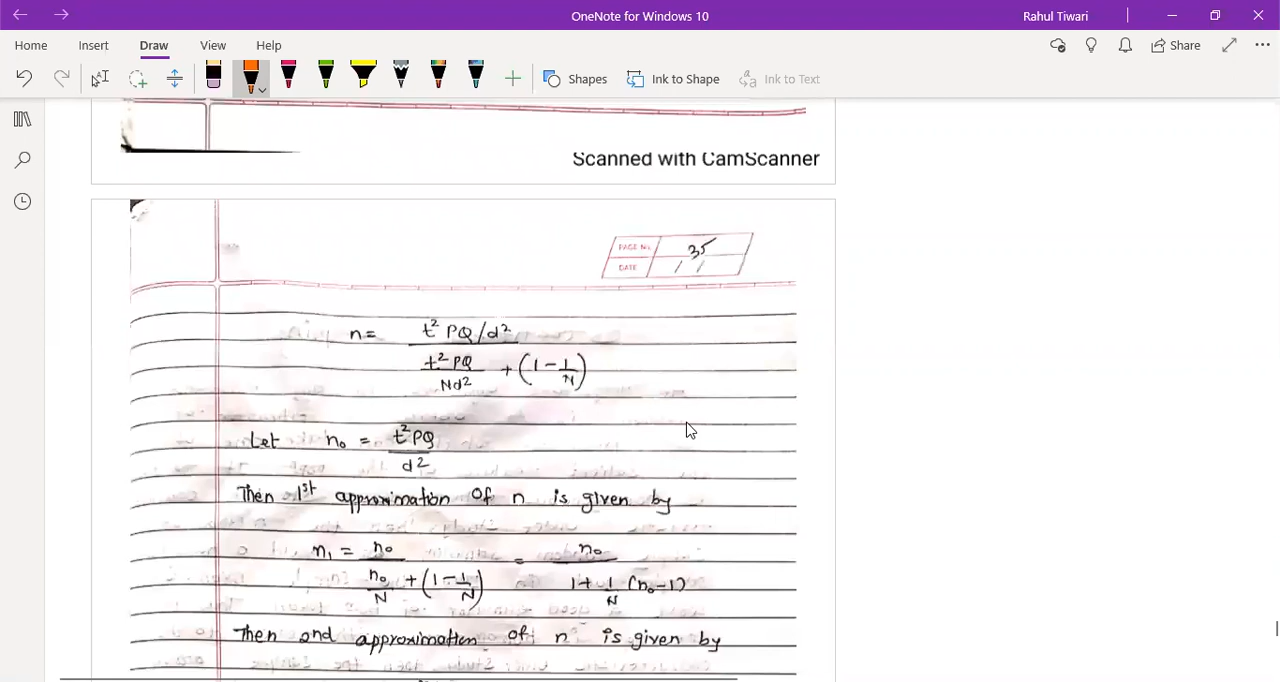 OneNote for Windows 10
Rahul Tiwari
Home Insert Draw View Help
Share
Shapes Ink to Shape Ink to Text
Scanned with CamScanner
PAGE No. 35
DATE / /
n = t² PQ/d²
t² PQ/Nd² + (1 - 1/N)
Let n₀ = t² PQ/d²
Then 1st approximation of n is given by
n₁ = n₀/(n₀/N + (1 - 1/N)) = n₀/(1 + 1/N (n₀ - 1))
Then 2nd approximation of n is given by